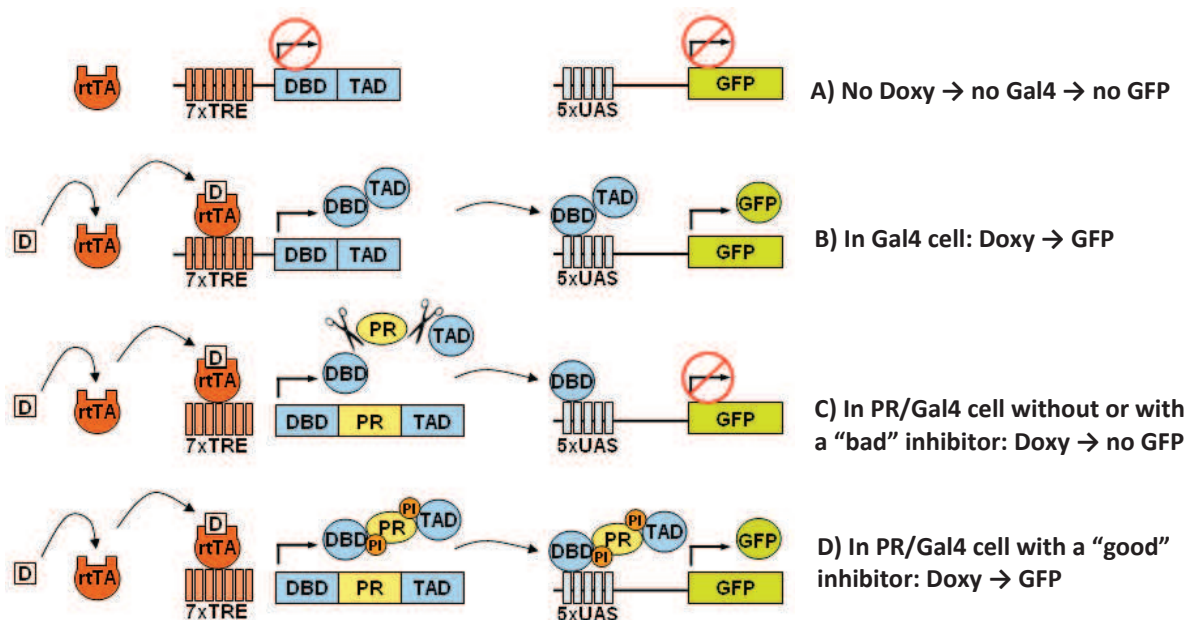 rtTA
7xTRE
DBD TAD
5xUAS
GFP
A) No Doxy → no Gal4 → no GFP
D
rtTA
D
rtTA
7xTRE
DBD TAD
DBD TAD
DBD TAD
5xUAS
GFP
GFP
B) In Gal4 cell: Doxy → GFP
D
rtTA
D
rtTA
7xTRE
DBD
PR
TAD
DBD PR TAD
DBD
5xUAS
GFP
C) In PR/Gal4 cell without or with
a “bad” inhibitor: Doxy → no GFP
D
rtTA
D
rtTA
7xTRE
DBD PI PR PI TAD
DBD PR TAD
DBD PI PR PI TAD
5xUAS
GFP
GFP
D) In PR/Gal4 cell with a “good”
inhibitor: Doxy → GFP